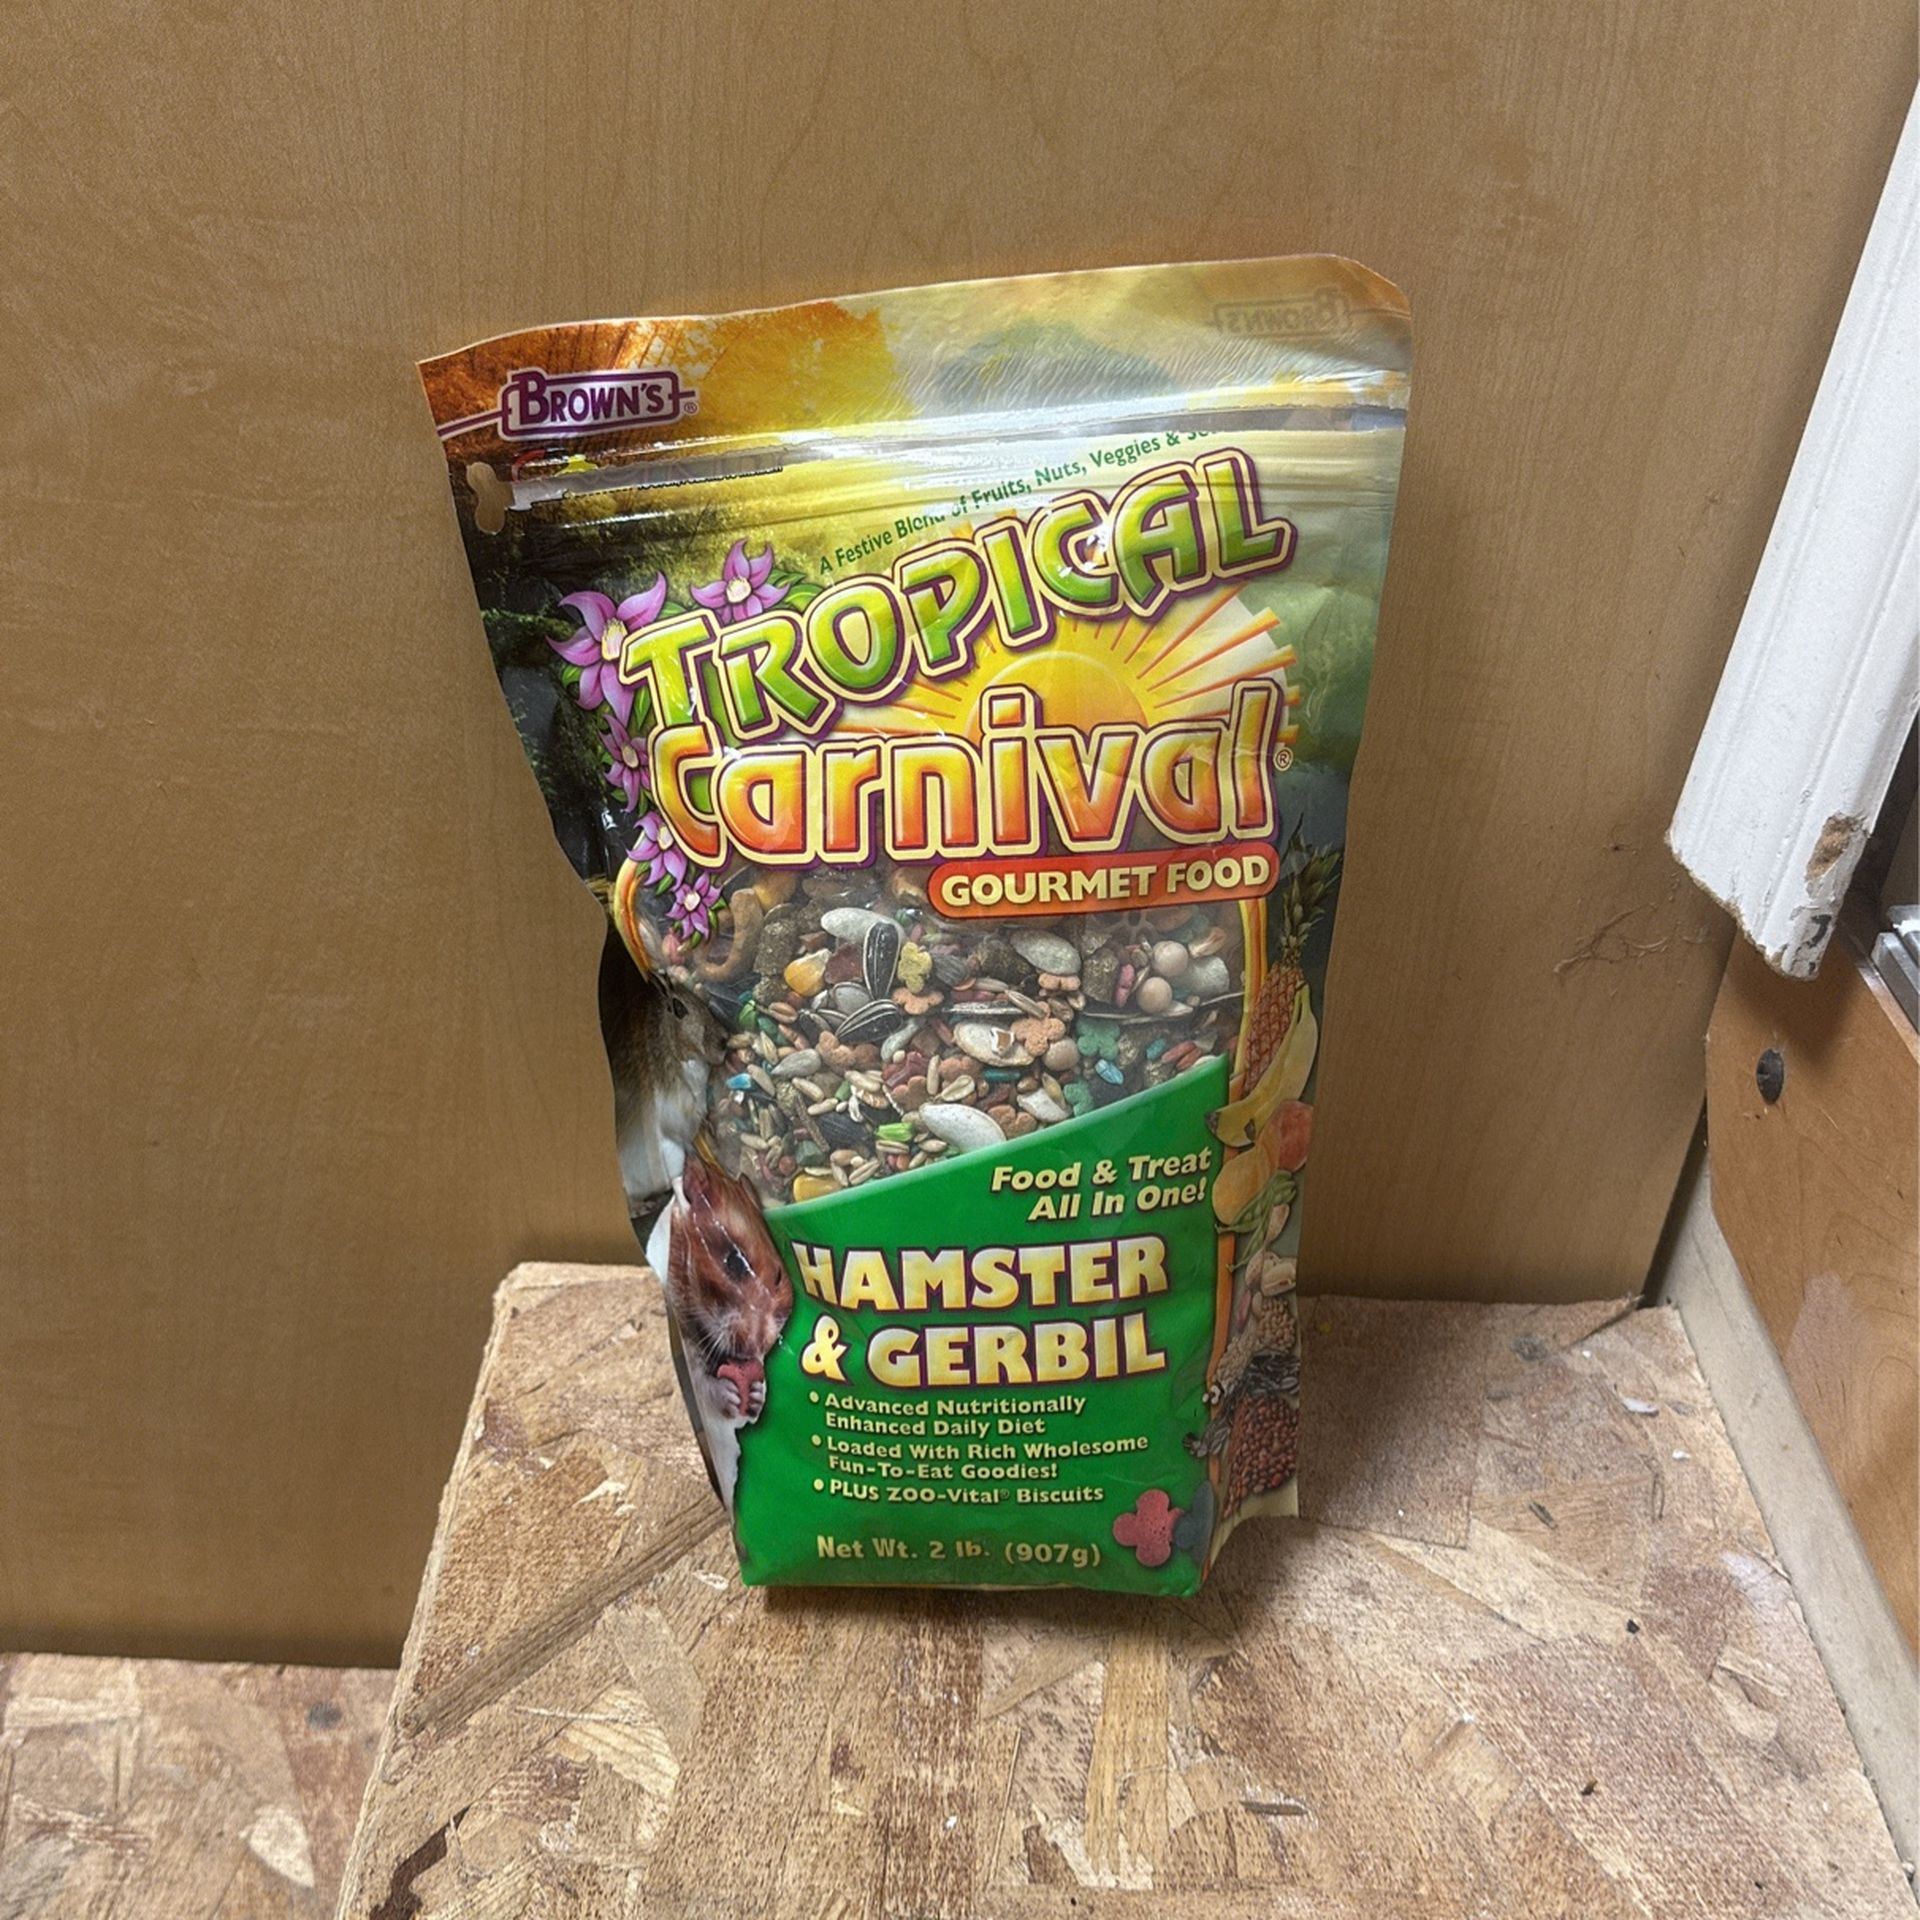 BROWN'S®
A Festive Blend of Fruits, Nuts, Veggies &
TROPICAL
Carnival®
GOURMET FOOD
Food & Treat
All In One!
HAMSTER
& GERBIL
• Advanced Nutritionally
Enhanced Daily Diet
• Loaded With Rich Wholesome
Fun-To-Eat Goodies!
• PLUS ZOO-Vital® Biscuits
Net Wt. 2 lb. (907g)